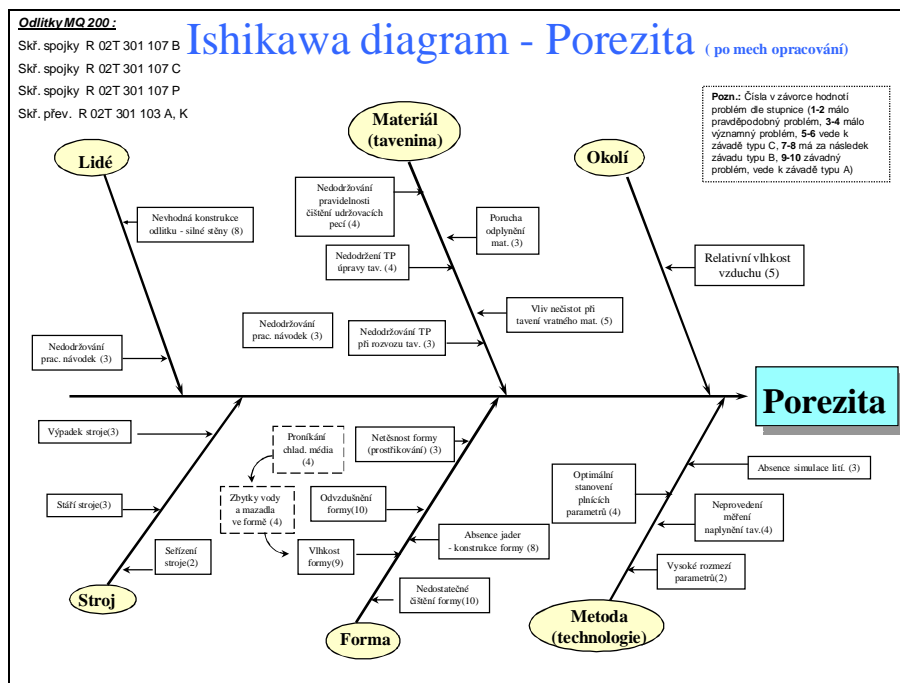 Odlitky MQ 200 :
Skř. spojky R 02T 301 107 B
Skř. spojky R 02T 301 107 C
Skř. spojky R 02T 301 107 P
Skř. přev. R 02T 301 103 A, K
Ishikawa diagram - Porezita ( po mech opracování)
Pozn.: Čísla v závorce hodnotí
problém dle stupnice (1-2 málo
pravděpodobný problém, 3-4 málo
významný problém, 5-6 vede k
závadě typu C, 7-8 má za následek
závadu typu B, 9-10 závadný
problém, vede k závadě typu A)
Lidé
Materiál
(tavenina)
Okolí
Nevhodná konstrukce
odlitku - silné stěny (8)
Nedodržování
prac. návodek (3)
Nedodržování
pravidelnosti
čištění udržovacích
pecí (4)
Porucha
odplynění
mat. (3)
Nedodržení TP
úpravy tav. (4)
Vliv nečistot při
tavení vratného mat. (5)
Nedodržování
prac. návodek (3)
Nedodržování TP
při rozvozu tav. (3)
Relativní vlhkost
vzduchu (5)
Porezita
Výpadek stroje(3)
Stáří stroje(3)
Seřízení
stroje(2)
Stroj
Proníkání
chlad. média
(4)
Zbytky vody
a mazadla
ve formě (4)
Netěsnost formy
(prostřikování) (3)
Odvzdušnění
formy(10)
Vlhkost
formy(9)
Absence jader
- konstrukce formy (8)
Nedostatečné
čištění formy(10)
Forma
Absence simulace lití. (3)
Optimální
stanovení
plnících
parametrů (4)
Neprovedení
měření
naplynění tav.(4)
Vysoké rozmezí
parametrů(2)
Metoda
(technologie)